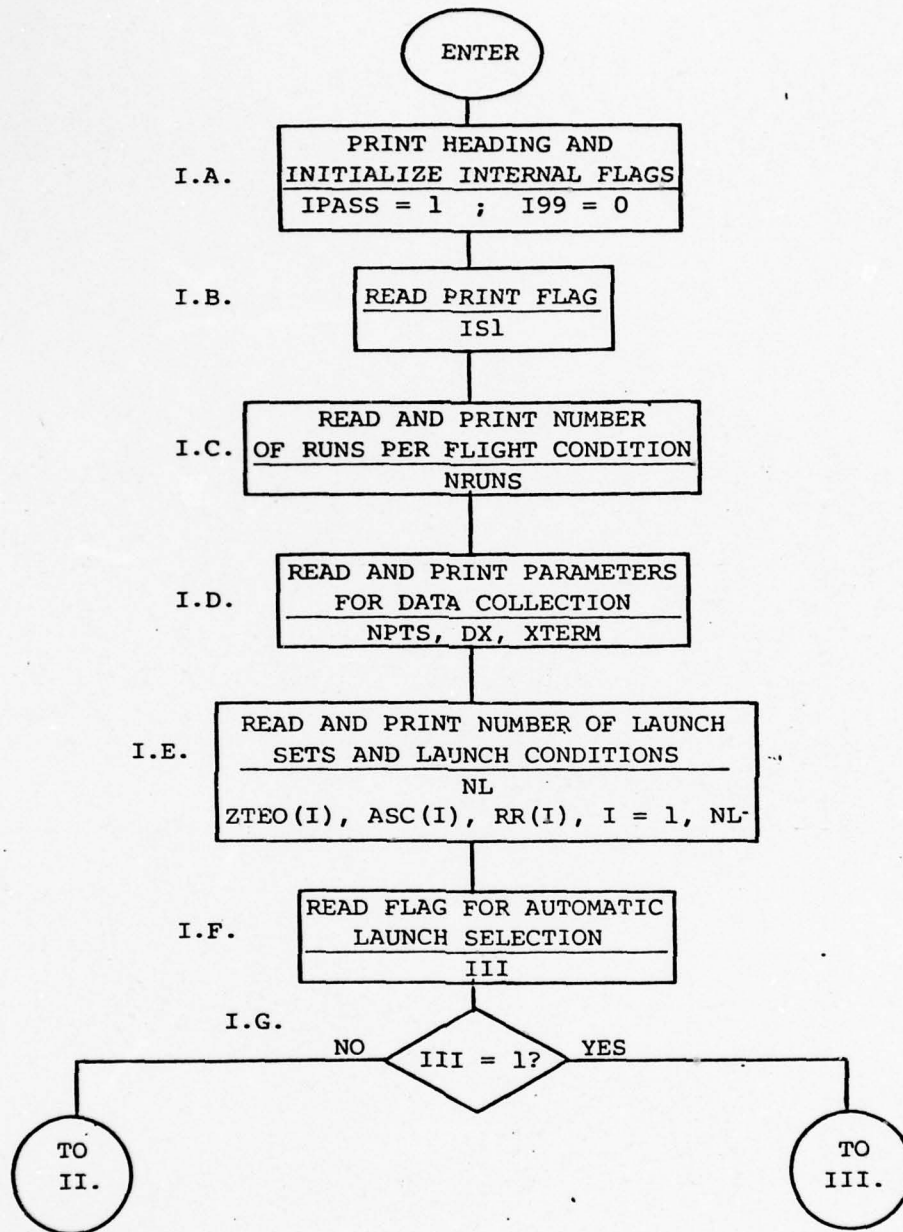 ENTER
I.A.
PRINT HEADING AND
INITIALIZE INTERNAL FLAGS
IPASS = 1 ; I99 = 0
I.B.
READ PRINT FLAG
IS1
I.C.
READ AND PRINT NUMBER
OF RUNS PER FLIGHT CONDITION
NRUNS
I.D.
READ AND PRINT PARAMETERS
FOR DATA COLLECTION
NPTS, DX, XTERM
I.E.
READ AND PRINT NUMBER OF LAUNCH
SETS AND LAUNCH CONDITIONS
NL
ZTEO(I), ASC(I), RR(I), I = 1, NL
I.F.
READ FLAG FOR AUTOMATIC
LAUNCH SELECTION
III
I.G.
NO
III = 1?
YES
TO
II.
TO
III.